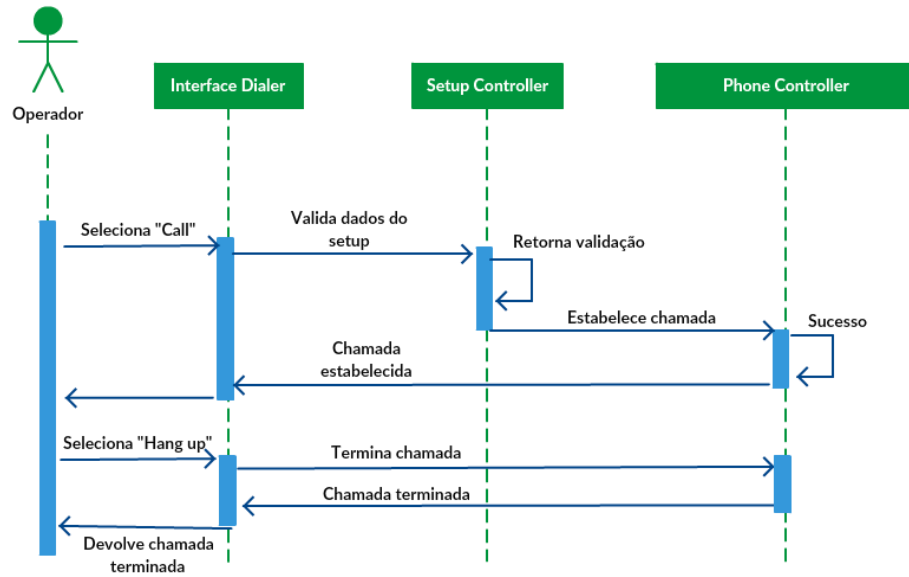 Operador
Interface Dialer
Setup Controller
Phone Controller
Seleciona "Call"
Valida dados do
setup
Retorna validação
Estabelece chamada
Sucesso
Chamada
estabelecida
Seleciona "Hang up"
Termina chamada
Chamada terminada
Devolve chamada
terminada